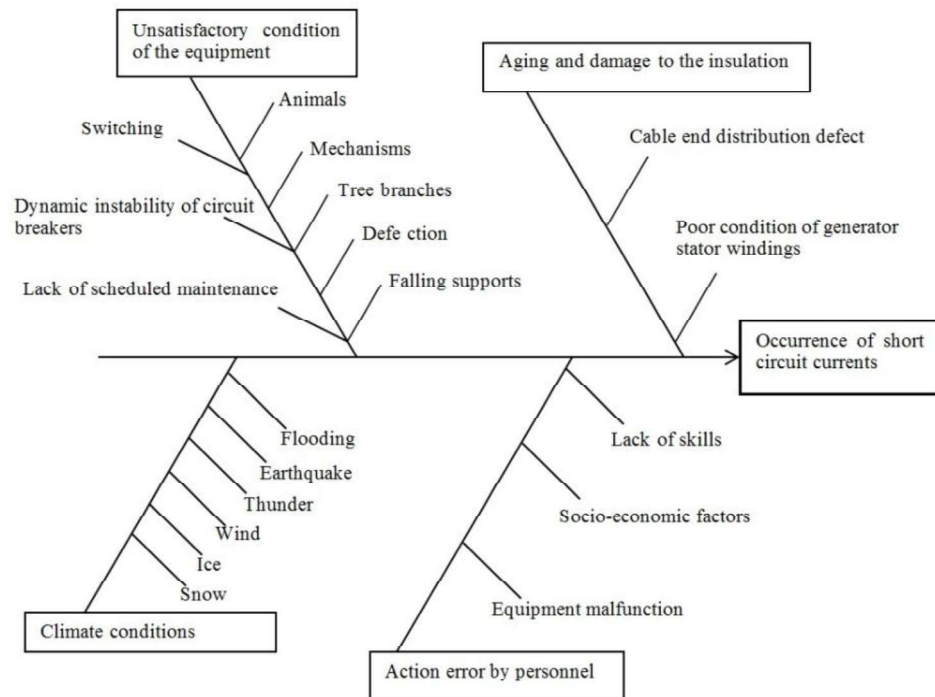 Unsatisfactory condition
of the equipment
Aging and damage to the insulation
Animals
Switching
Cable end distribution defect
Mechanisms
Tree branches
Dynamic instability of circuit
breakers
Defe ction
Poor condition of generator
stator windings
Lack of scheduled maintenance
Falling supports
Occurrence of short
circuit currents
Flooding
Earthquake
Thunder
Wind
Ice
Snow
Climate conditions
Lack of skills
Socio-economic factors
Equipment malfunction
Action error by personnel